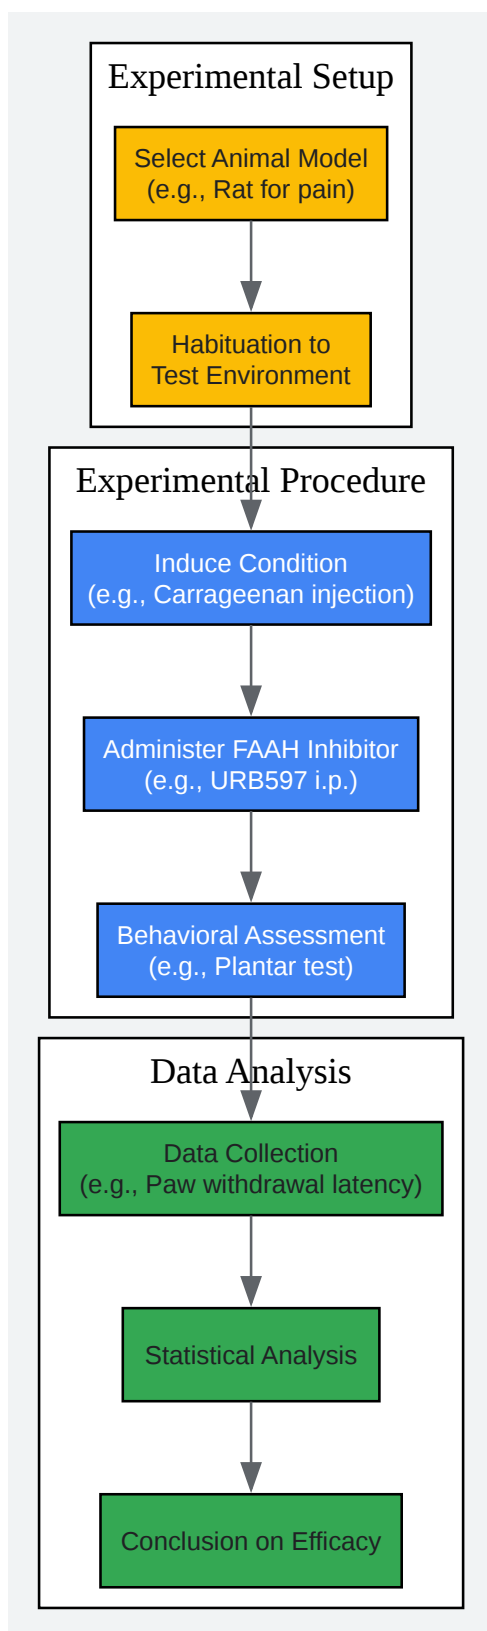 Experimental Setup
Select Animal Model
(e.g., Rat for pain)
Habituation to
Test Environment
Experimental Procedure
Induce Condition
(e.g., Carrageenan injection)
Administer FAAH Inhibitor
(e.g., URB597 i.p.)
Behavioral Assessment
(e.g., Plantar test)
Data Analysis
Data Collection
(e.g., Paw withdrawal latency)
Statistical Analysis
Conclusion on Efficacy